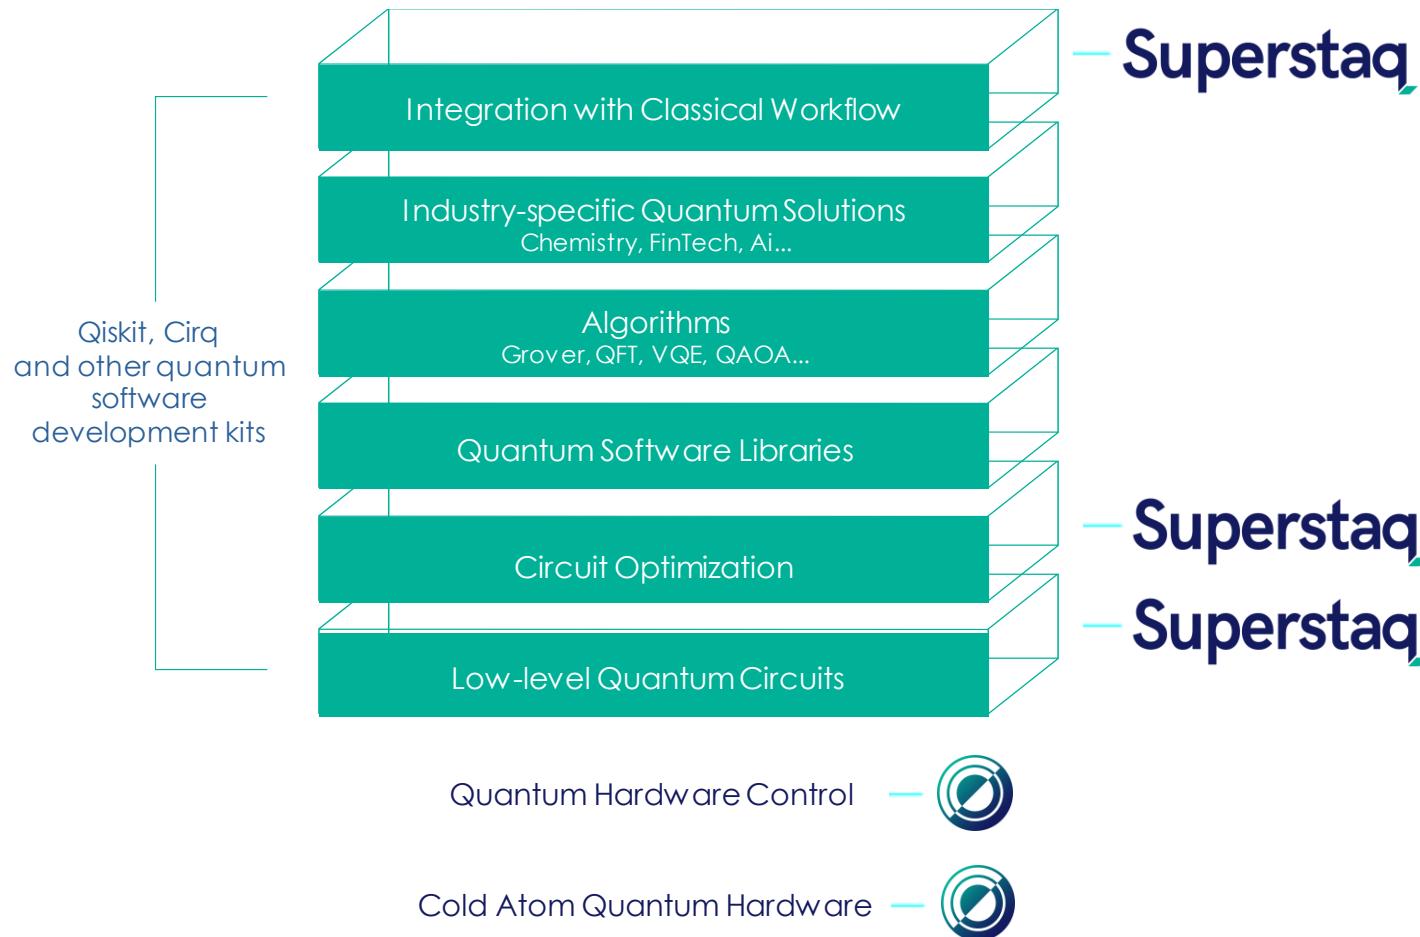 Superstaq
Integration with Classical Workflow
Industry-specific Quantum Solutions
Chemistry, FinTech, Ai...
Algorithms
Grover, QFT, VQE, QAOA...
Qiskit, Cirq
and other quantum
software
development kits
Quantum Software Libraries
Superstaq
Circuit Optimization
Superstaq
Low-level Quantum Circuits
Quantum Hardware Control
Cold Atom Quantum Hardware